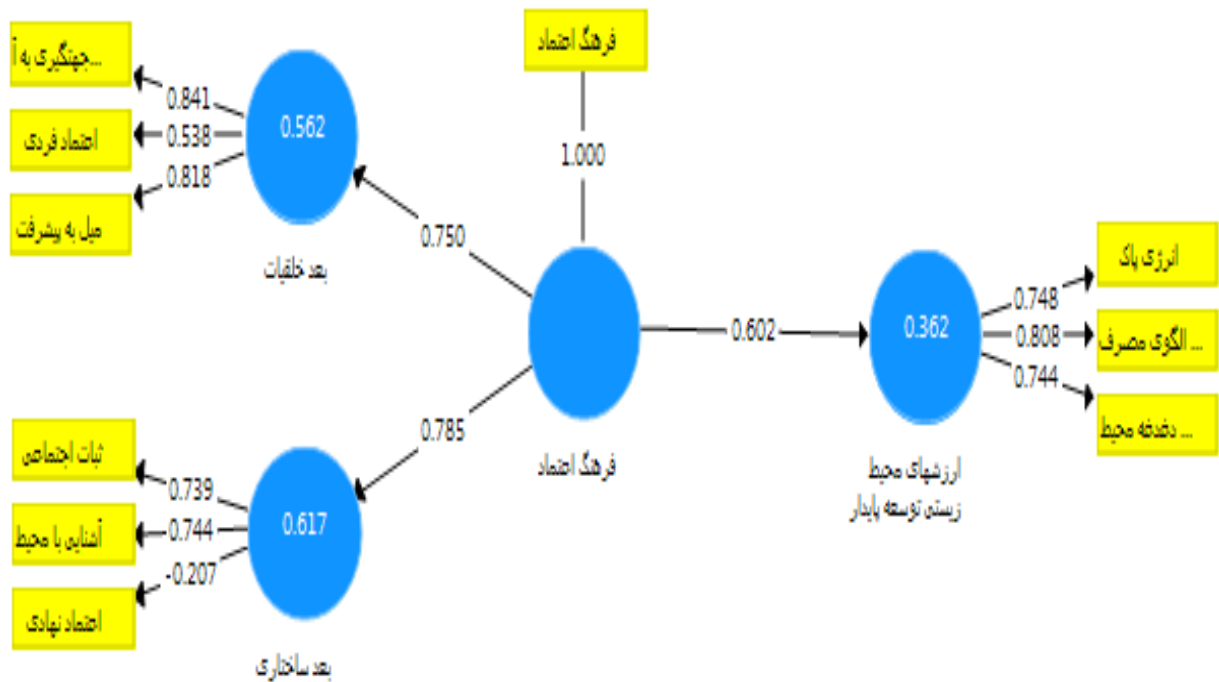 فرهنگ اعتماد
1.000
...جهتگیری به آ
0.841
اعتماد فردی
0.538
میل به پیشرفت
0.818
0.562
بعد خلقیات
0.750
0.602
0.785
فرهنگ اعتماد
انرژی پاک
0.748
... الگوی مصرف
0.808
... دغدغه محیط
0.744
0.362
ارزشهای محیط
زیستی توسعه پایدار
ثبات اجتماعی
0.739
آشنایی با محیط
0.744
اعتماد نهادی
-0.207
0.617
بعد ساختاری